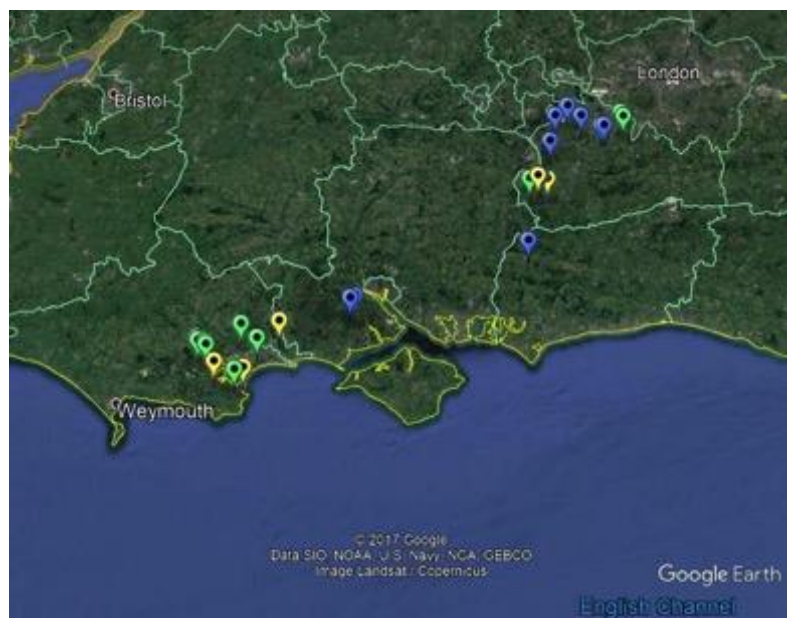 London
Bristol
Weymouth
© 2017 Google
Data SIO, NOAA, U.S. Navy, NGA, GEBCO
Image Landsat / Copernicus
Google Earth
English Channel